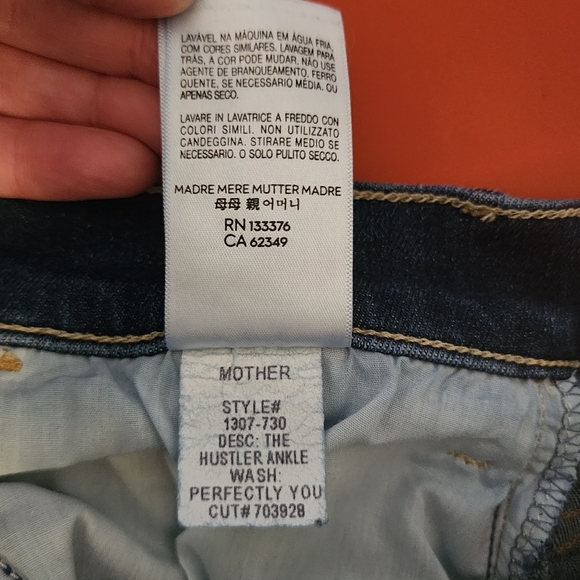 LAVÁVEL NA MÁQUINA EM ÁGUA FRIA,
COM CORES SIMILARES. LAVAGEM PARA
TRÁS, A COR PODE MUDAR, NÃO USE
AGENTE DE BRANQUEAMENTO. FERRO
QUENTE, SE NECESSARIO MÉDIA. OU
APENAS SECO.
LAVARE IN LAVATRICE A FREDDO CON
COLORI SIMILI. NON UTILIZZATO
CANDEGGINA. STIRARE MEDIO SE
NECESSARIO. O SOLO PULITO SECCO.
MADRE MERE MUTTER MADRE
母母 親 어머니
RN 133376
CA 62349
MOTHER
STYLE#
1307-730
DESC: THE
HUSTLER ANKLE
WASH:
PERFECTLY YOU
CUT# 703928